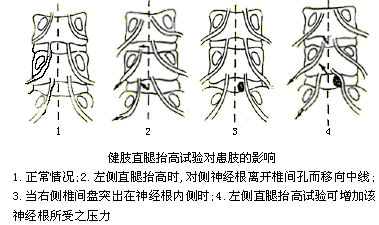 1 2 3 4
健肢直腿抬高试验对患肢的影响
1.正常情况;2.左侧直腿抬高时,对侧神经根离开椎间孔而移向中线;
3.当右侧椎间盘突出在神经根内侧时;4.左侧直腿抬高试验可增加该
神经根所受之压力